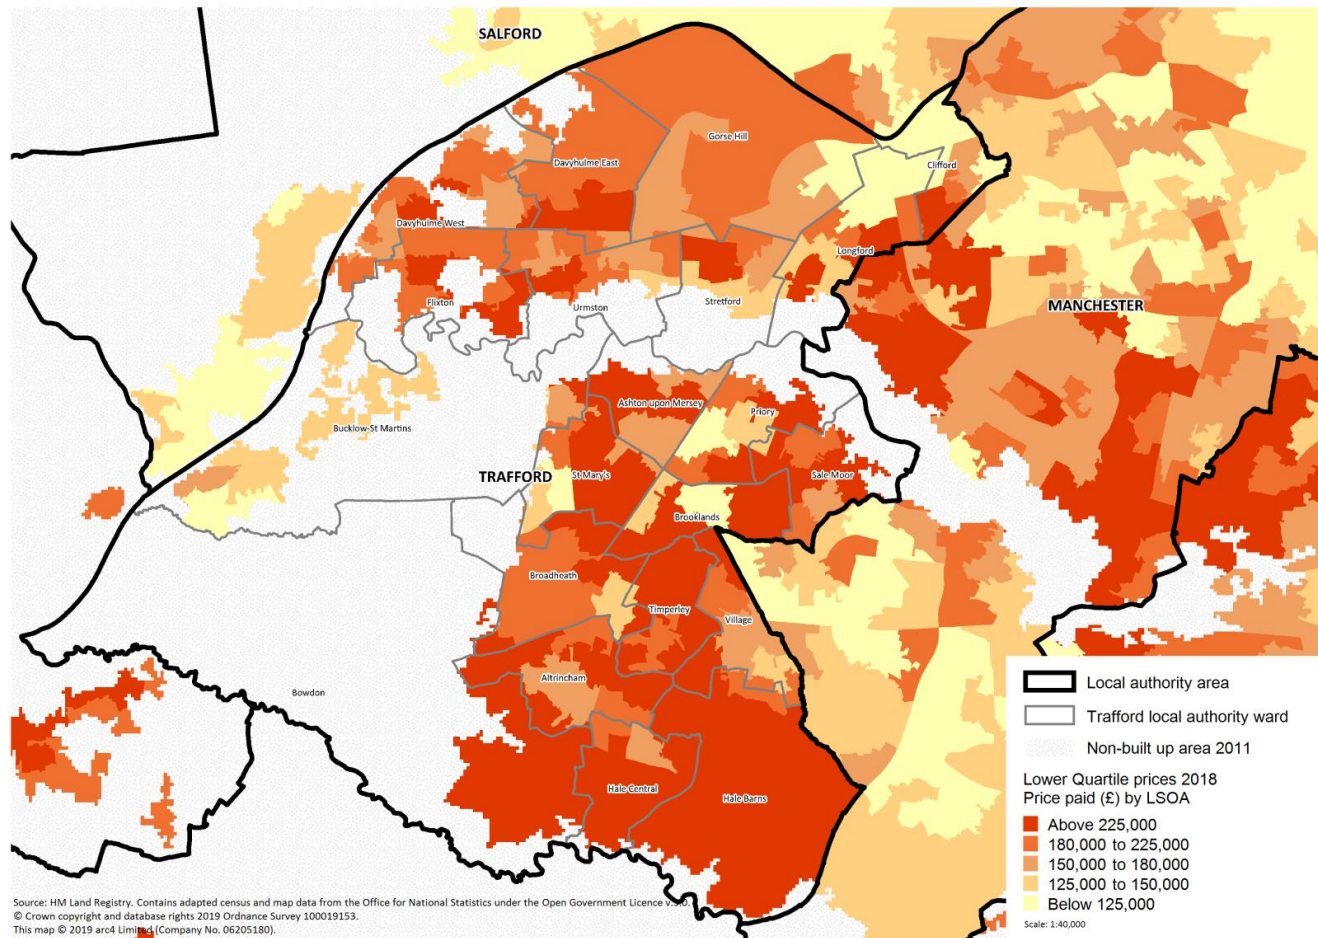 SALFORD
Gorse Hill
Davyhulme East
Clifford
Davyhulme West
Longford
Flixton
Urmston
Stretford
MANCHESTER
Ashton upon Mersey
Priory
Bucklow-St Martins
TRAFFORD
St Mary's
Sale Moor
Brooklands
Broadheath
Timperley
Village
Altrincham
Bowdon
Hale Central
Hale Barns
Local authority area
Trafford local authority ward
Non-built up area 2011
Lower Quartile prices 2018
Price paid (£) by LSOA
Above 225,000
180,000 to 225,000
150,000 to 180,000
125,000 to 150,000
Below 125,000
Scale: 1:40,000
Source: HM Land Registry. Contains adapted census and map data from the Office for National Statistics under the Open Government Licence v.3.0.
© Crown copyright and database rights 2019 Ordnance Survey 100019153.
This map © 2019 arc4 Limited (Company No. 06205180).